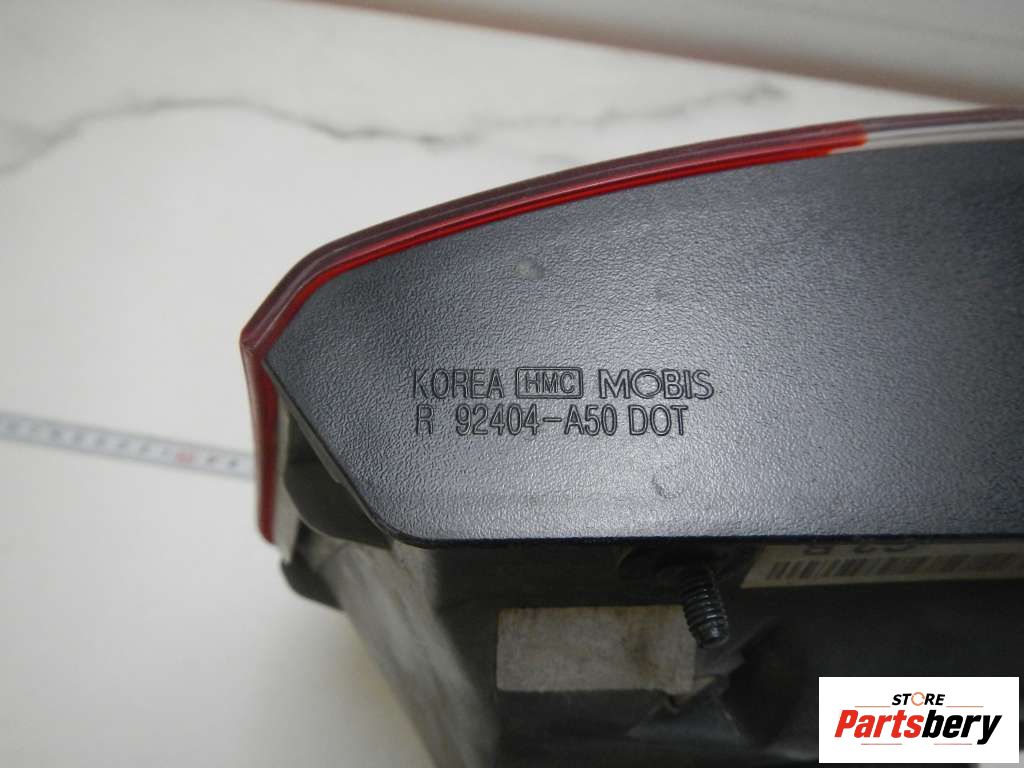 KOREA HMC MOBIS
R 92404-A50 DOT
STORE
Partsbery